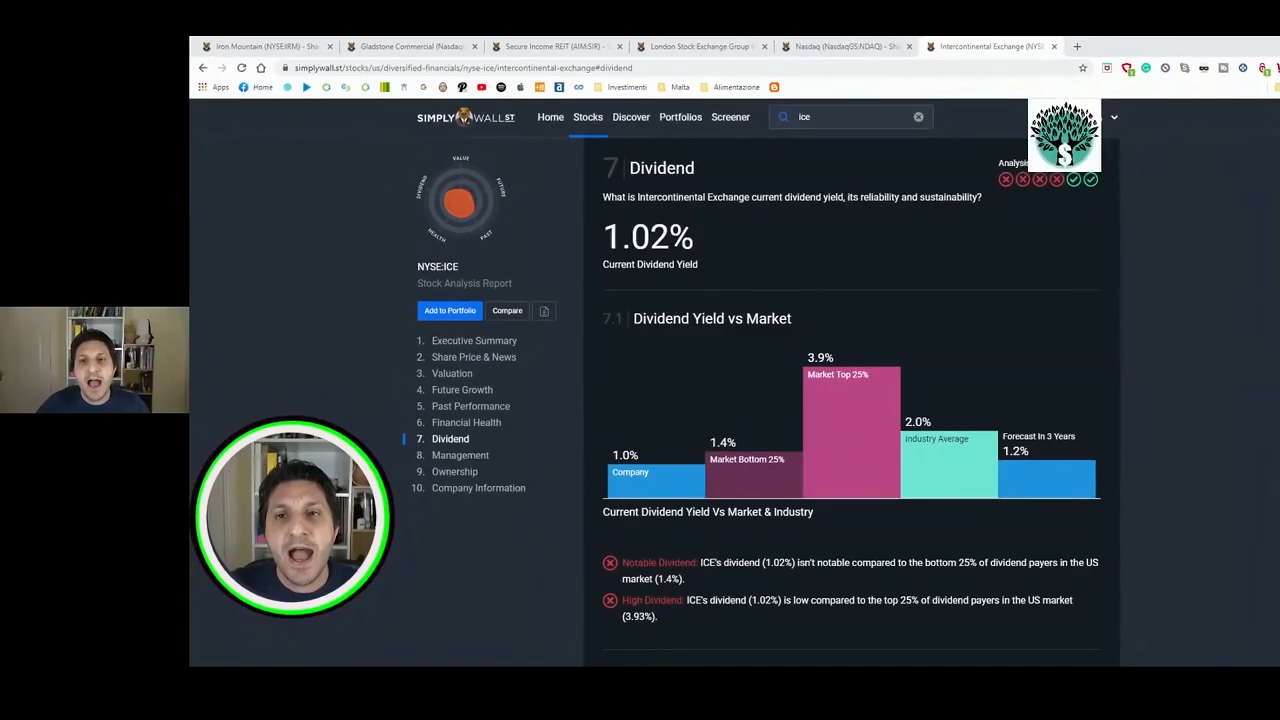 Iron Mountain (NYSE:IRM) - Sha
Gladstone Commercial (Nasdaq
Secure Income REIT (AIM:SIR) -
London Stock Exchange Group
Nasdaq (NasdaqGS:NDAQ) - Sha
Intercontinental Exchange (NYSE
simplywall.st/stocks/us/diversified-financials/nyse-ice/intercontinental-exchange#dividend
Apps
Home
Investimenti
Malta
Alimentazione
SIMPLY WALL ST
Home
Stocks
Discover
Portfolios
Screener
ice
VALUE
FUTURE
PAST
HEALTH
DIVIDEND
NYSE:ICE
Stock Analysis Report
Add to Portfolio
Compare
1. Executive Summary
2. Share Price & News
3. Valuation
4. Future Growth
5. Past Performance
6. Financial Health
7. Dividend
8. Management
9. Ownership
10. Company Information
7 Dividend
Analysis
S
What is Intercontinental Exchange current dividend yield, its reliability and sustainability?
1.02%
Current Dividend Yield
7.1 Dividend Yield vs Market
1.0%
Company
1.4%
Market Bottom 25%
3.9%
Market Top 25%
2.0%
Industry Average
Forecast In 3 Years
1.2%
Current Dividend Yield Vs Market & Industry
Notable Dividend: ICE's dividend (1.02%) isn't notable compared to the bottom 25% of dividend payers in the US
market (1.4%).
High Dividend: ICE's dividend (1.02%) is low compared to the top 25% of dividend payers in the US market
(3.93%).